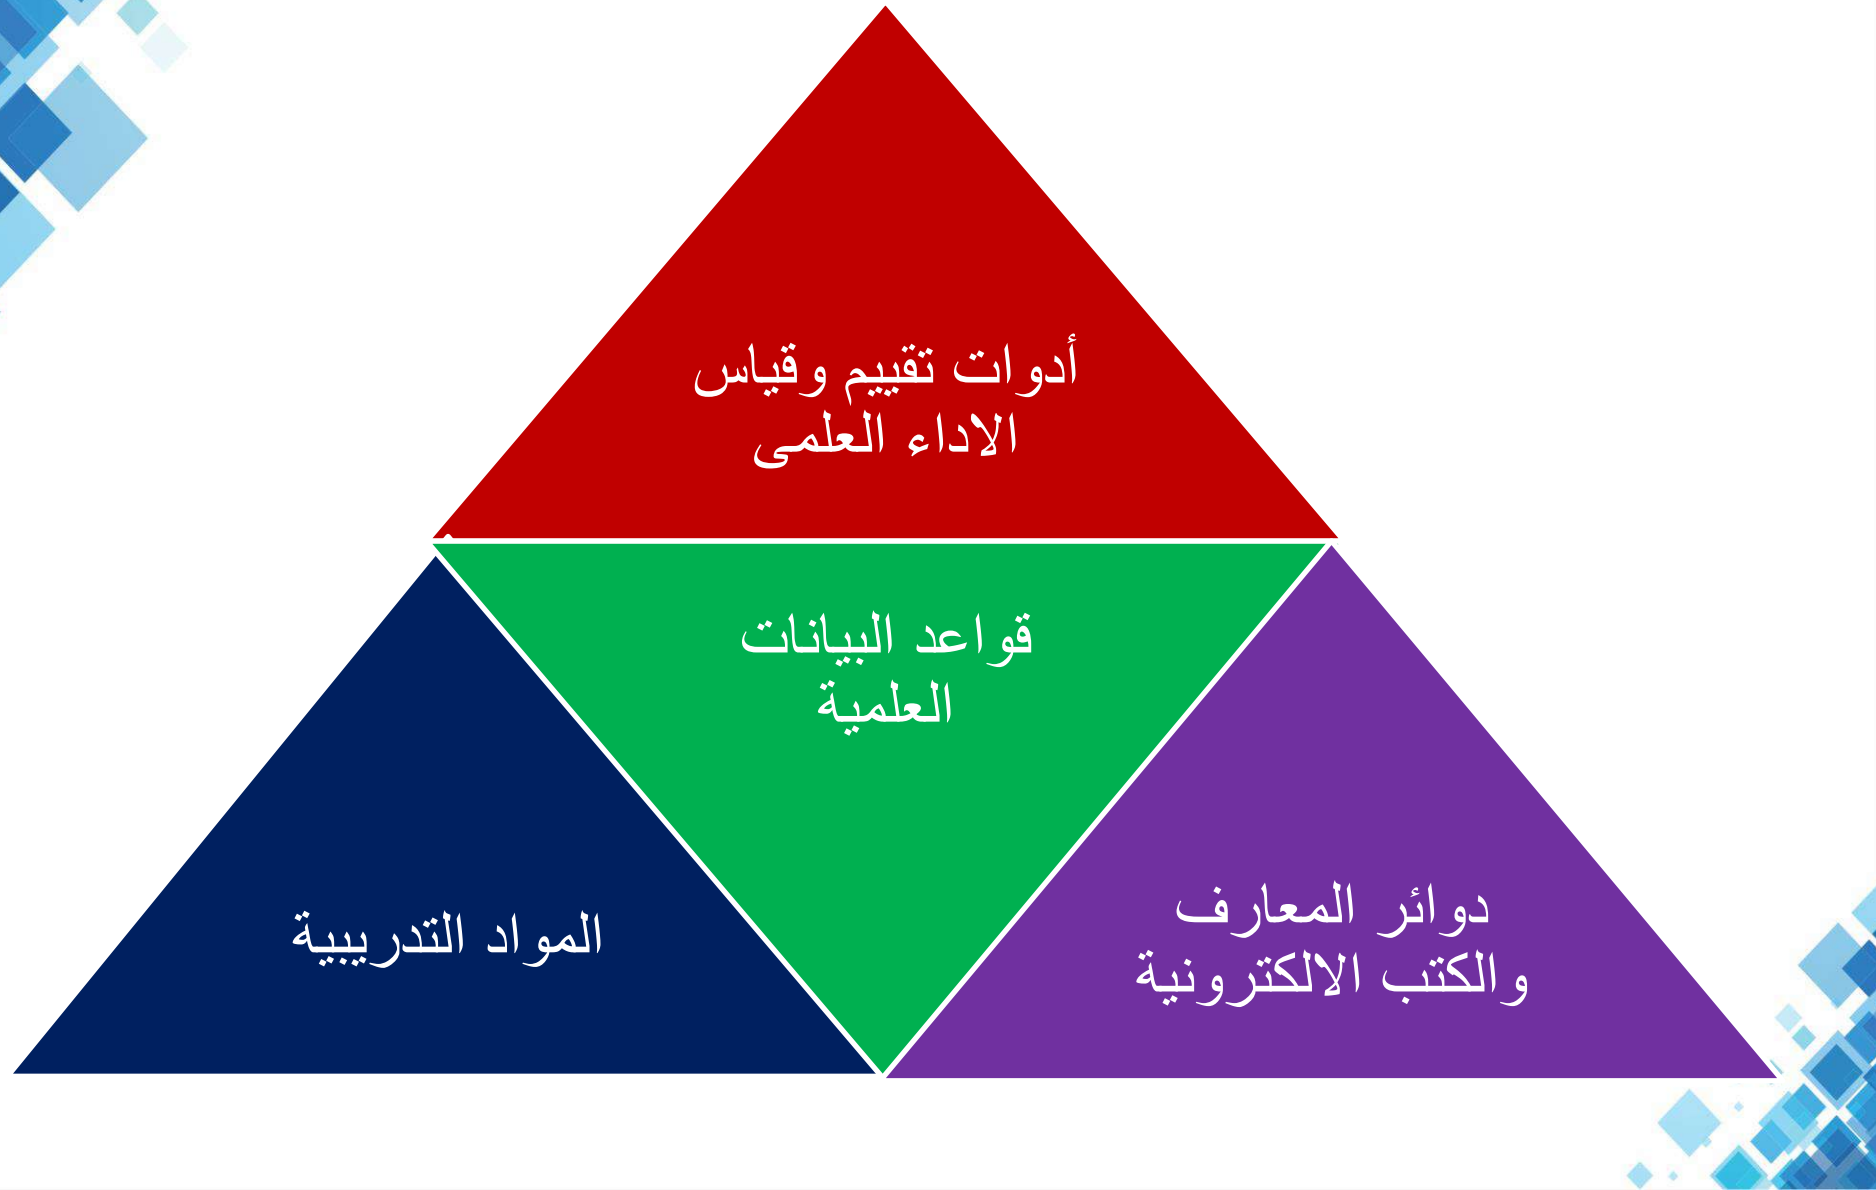 أدوات تقييم وقياس
الاداء العلمى
قواعد البيانات
العلمية
دوائر المعارف
والكتب الالكترونية
المواد التدريبية